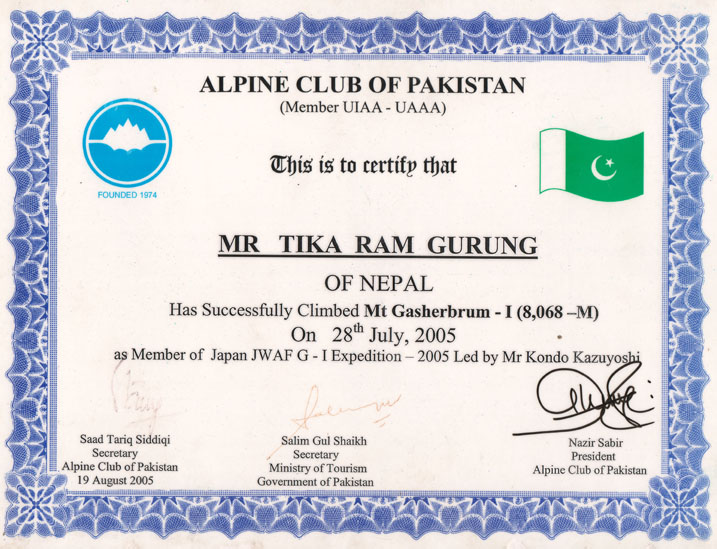 ALPINE CLUB OF PAKISTAN
(Member UIAA - UAAA)
FOUNDED 1974
This is to certify that
MR TIKA RAM GURUNG
OF NEPAL
Has Successfully Climbed Mt Gasherbrum - I (8,068 –M)
On 28th July, 2005
as Member of Japan JWAF G - I Expedition – 2005 Led by Mr Kondo Kazuyoshi
Saad Tariq Siddiqi
Secretary
Alpine Club of Pakistan
19 August 2005
Salim Gul Shaikh
Secretary
Ministry of Tourism
Government of Pakistan
Nazir Sabir
President
Alpine Club of Pakistan